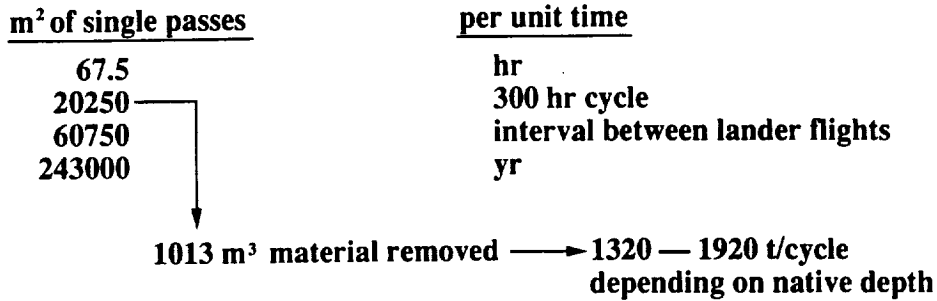 m² of single passes per unit time
67.5 hr
20250 300 hr cycle
60750 interval between lander flights
243000 yr
1013 m³ material removed 1320 — 1920 t/cycle
depending on native depth